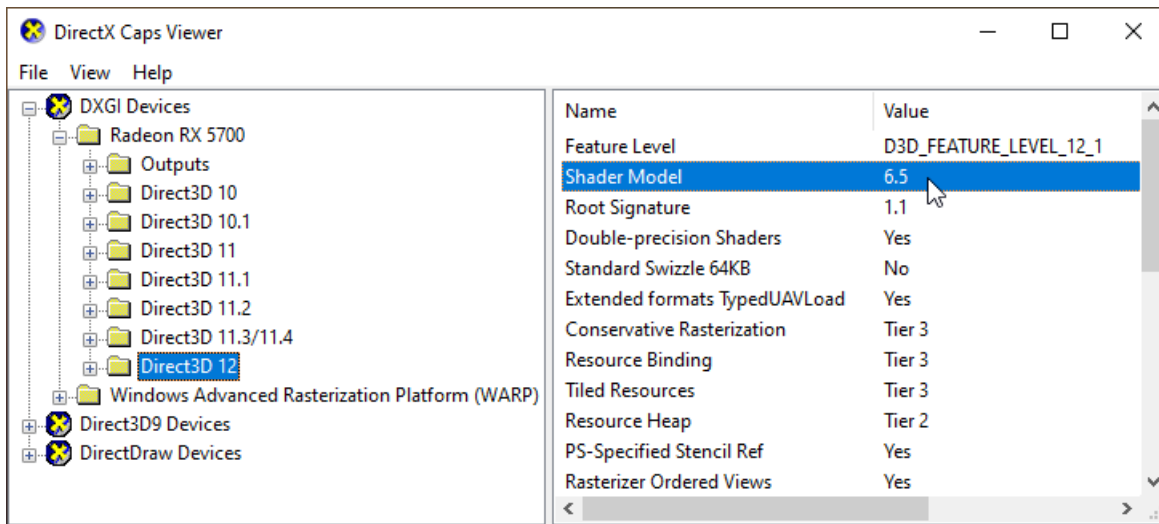 DirectX Caps Viewer
File View Help
DXGI Devices
Radeon RX 5700
Outputs
Direct3D 10
Direct3D 10.1
Direct3D 11
Direct3D 11.1
Direct3D 11.2
Direct3D 11.3/11.4
Direct3D 12
Windows Advanced Rasterization Platform (WARP)
Direct3D9 Devices
DirectDraw Devices
Name Value
Feature Level D3D_FEATURE_LEVEL_12_1
Shader Model 6.5
Root Signature 1.1
Double-precision Shaders Yes
Standard Swizzle 64KB No
Extended formats TypedUAVLoad Yes
Conservative Rasterization Tier 3
Resource Binding Tier 3
Tiled Resources Tier 3
Resource Heap Tier 2
PS-Specified Stencil Ref Yes
Rasterizer Ordered Views Yes